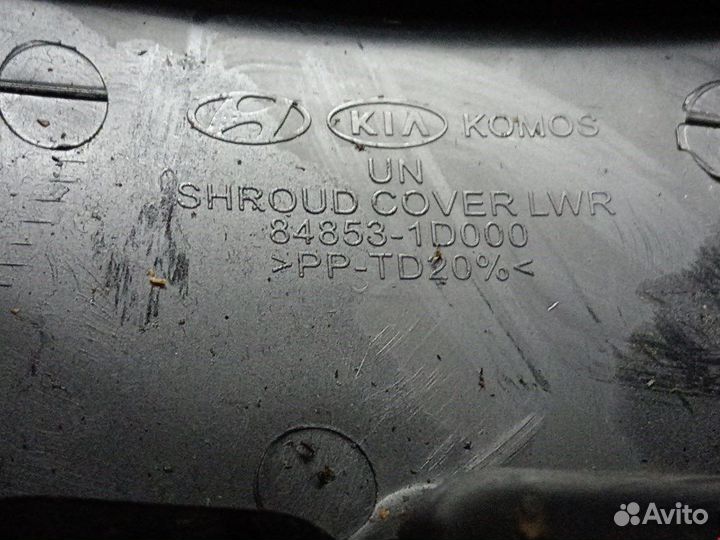 KIA KOMOS
UN
SHROUD COVER LWR
84853-1D000
>PP-TD20%<
Avito